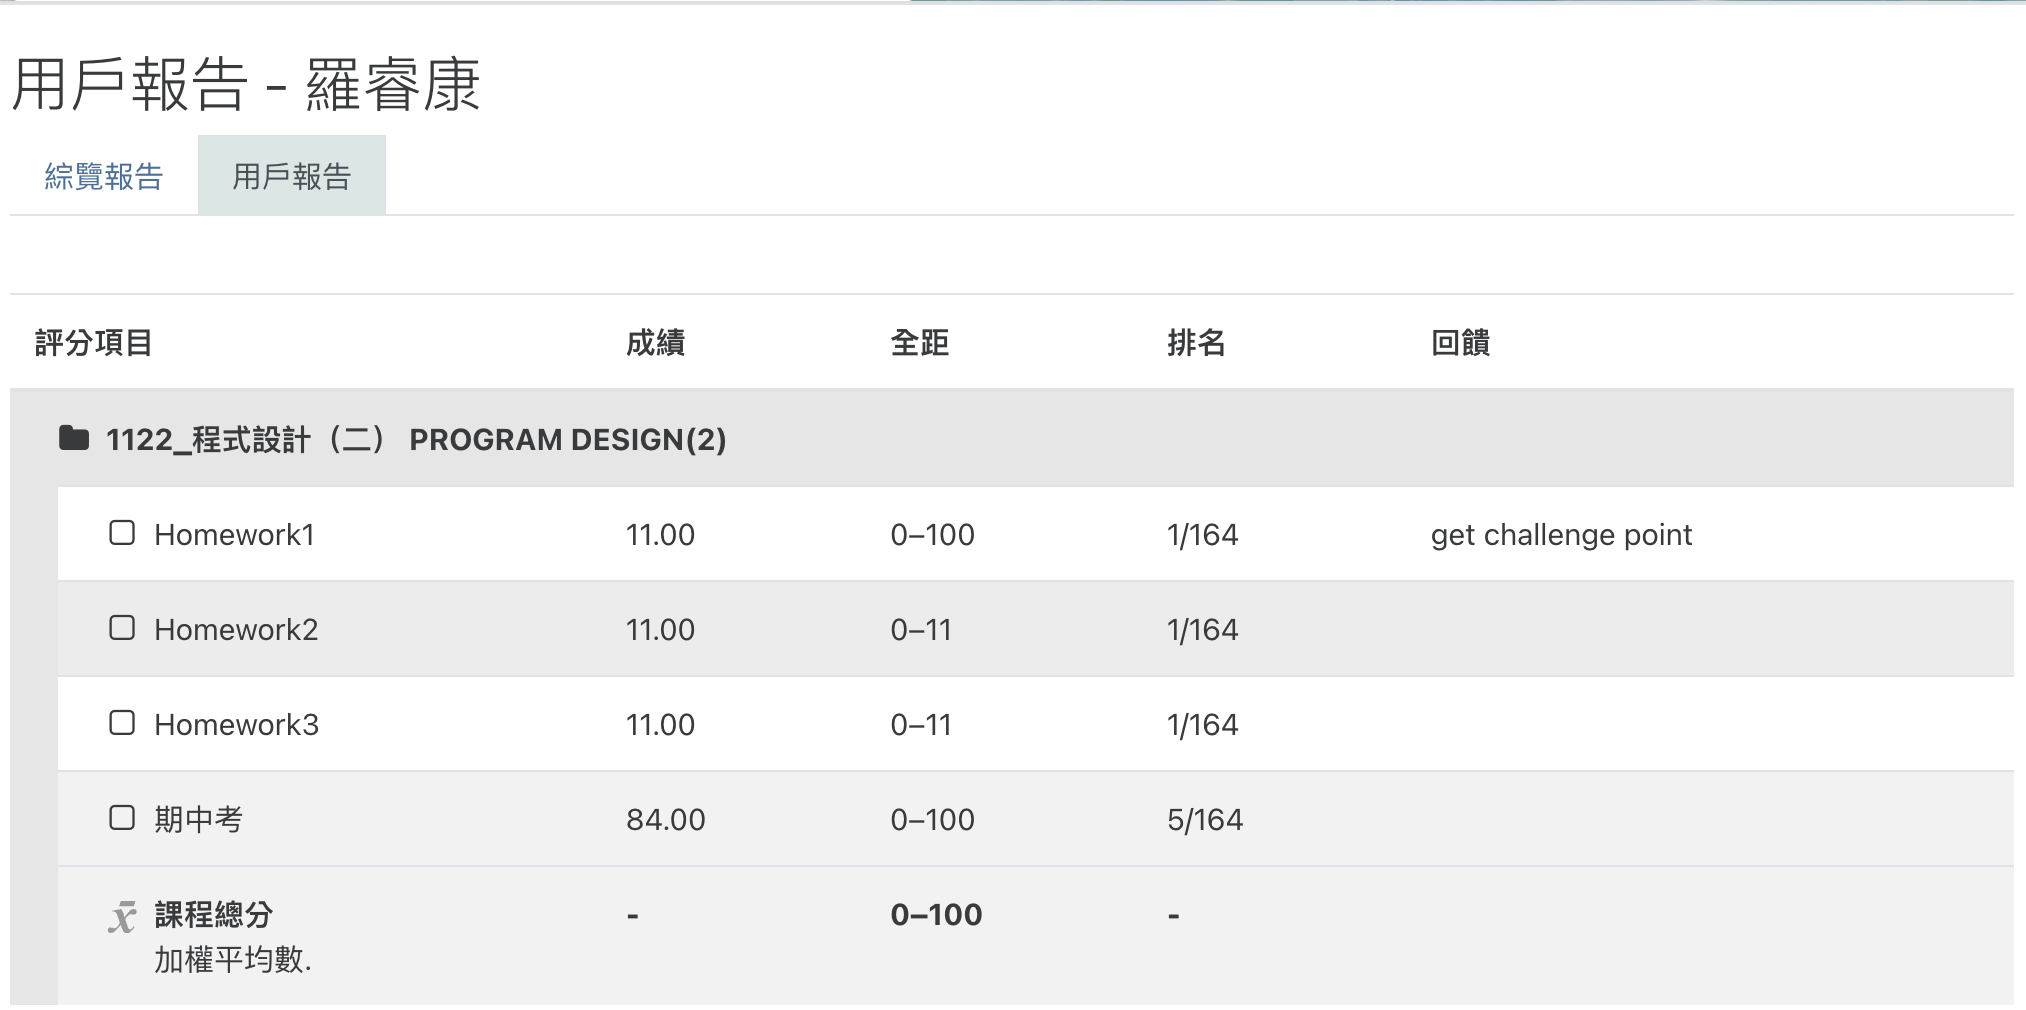 用戶報告 - 羅睿康
綜覽報告 用戶報告
評分項目 成績 全距 排名 回饋
1122_程式設計（二） PROGRAM DESIGN(2)
Homework1 11.00 0–100 1/164 get challenge point
Homework2 11.00 0–11 1/164
Homework3 11.00 0–11 1/164
期中考 84.00 0–100 5/164
課程總分 - 0–100 -
加權平均數.